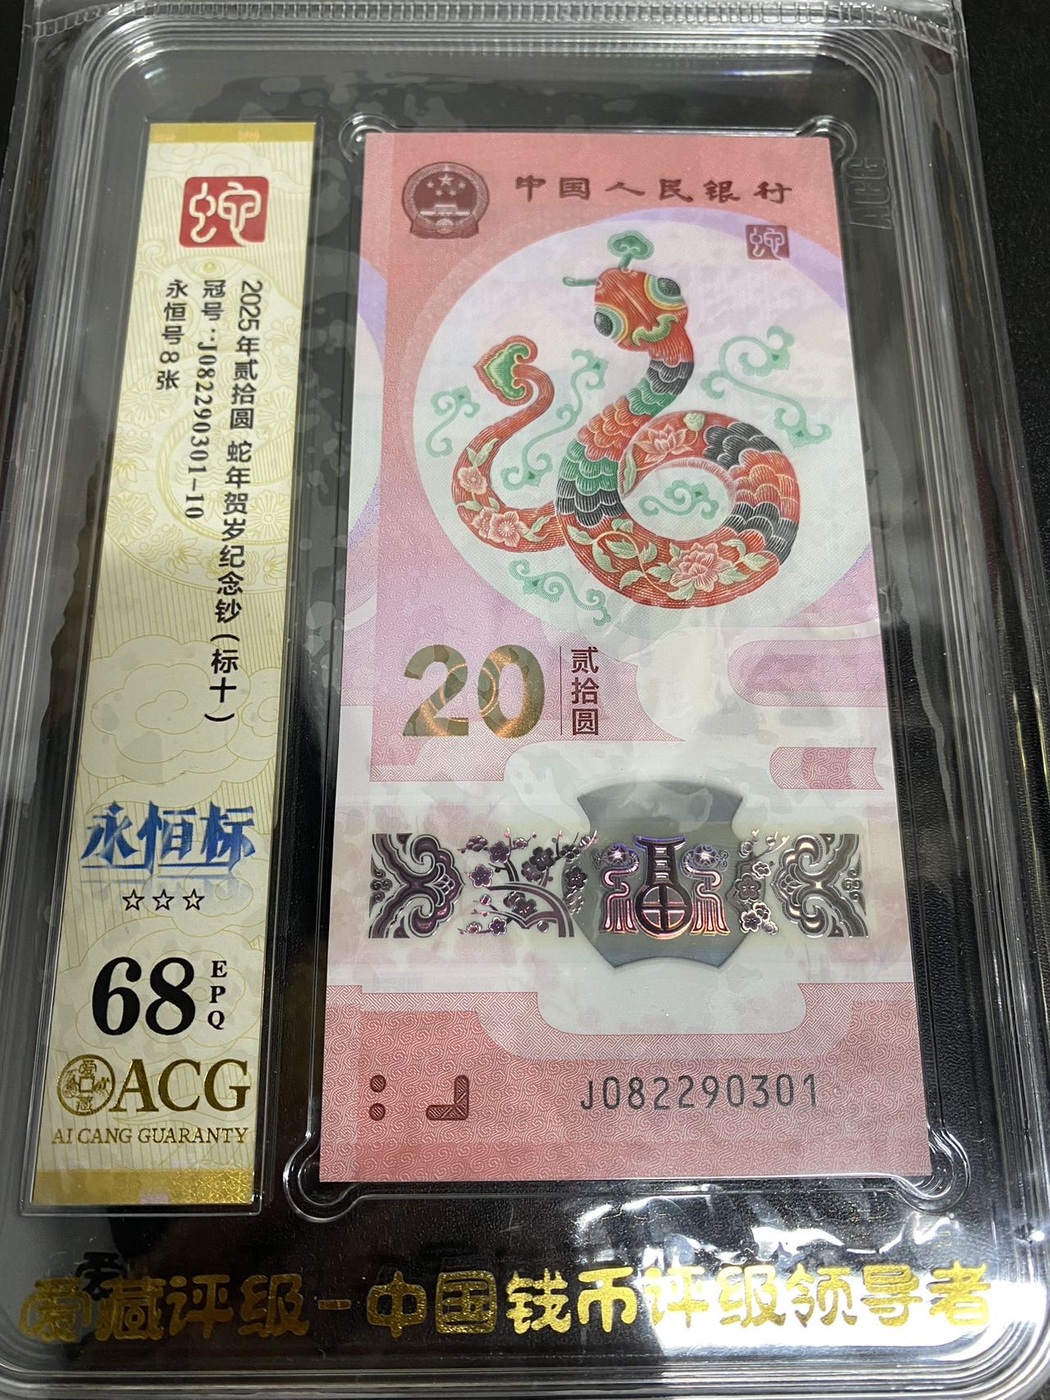 蛇
2025年贰拾圆 蛇年贺岁纪念钞(标十)
冠号:J082290301-10
永恒号8张
永恒标
☆☆☆
68
EPQ
ACG
AI CANG GUARANTY
中国人民银行
蛇
20
贰拾圆
福
J082290301
爱藏评级-中国钱币评级领导者